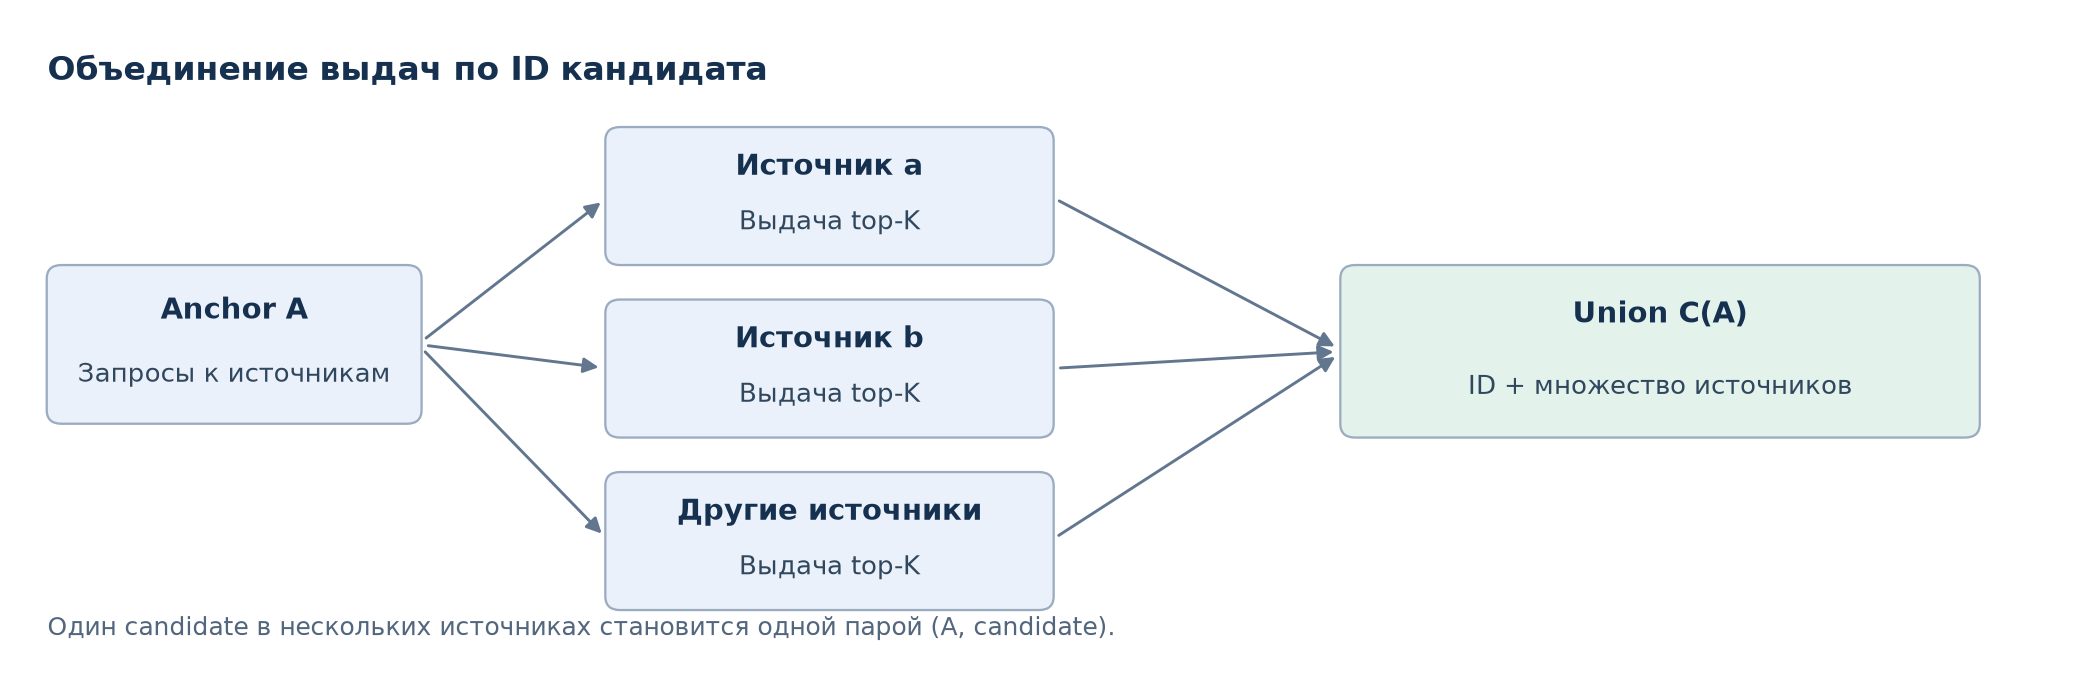 Объединение выдач по ID кандидата
Anchor A
Запросы к источникам
Источник a
Выдача top-K
Источник b
Выдача top-K
Другие источники
Выдача top-K
Union C(A)
ID + множество источников
Один candidate в нескольких источниках становится одной парой (A, candidate).